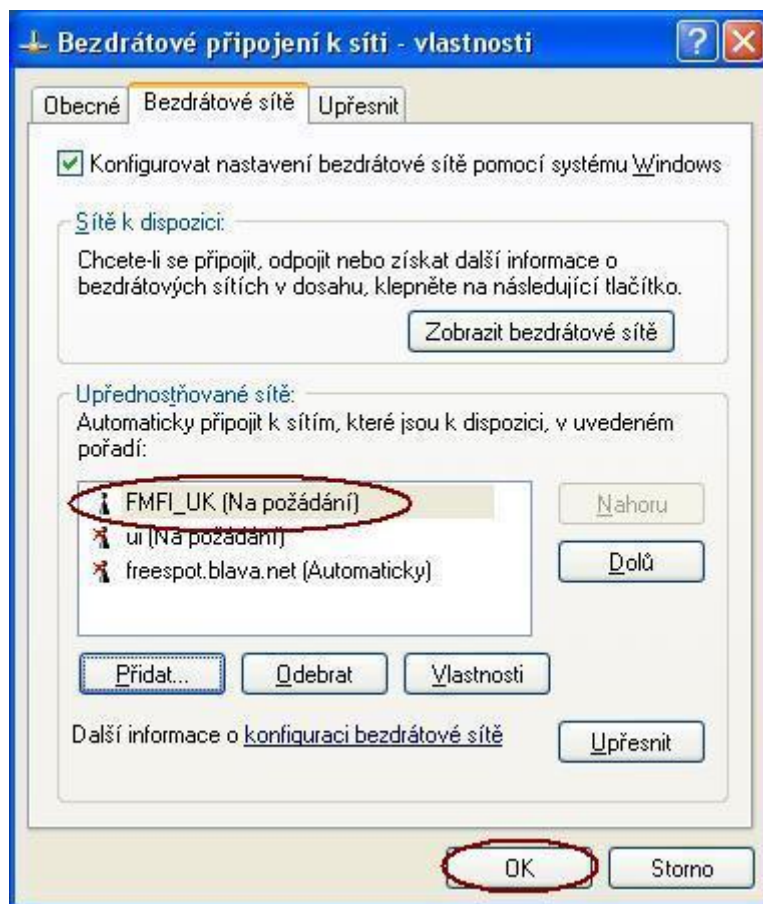 Bezdrátové připojení k síti - vlastnosti
Obecné Bezdrátové sítě Upřesnit
Konfigurovat nastavení bezdrátové sítě pomocí systému Windows
Sítě k dispozici:
Chcete-li se připojit, odpojit nebo získat další informace o
bezdrátových sítích v dosahu, klepněte na následující tlačítko.
Zobrazit bezdrátové sítě
Upřednostňované sítě:
Automaticky připojit k sítím, které jsou k dispozici, v uvedeném
pořadí:
FMFI_UK (Na požádání)
ui (Na požádání)
freespot.blava.net (Automaticky)
Nahoru
Dolů
Přidat... Odebrat Vlastnosti
Další informace o konfiguraci bezdrátové sítě
Upřesnit
OK Storno